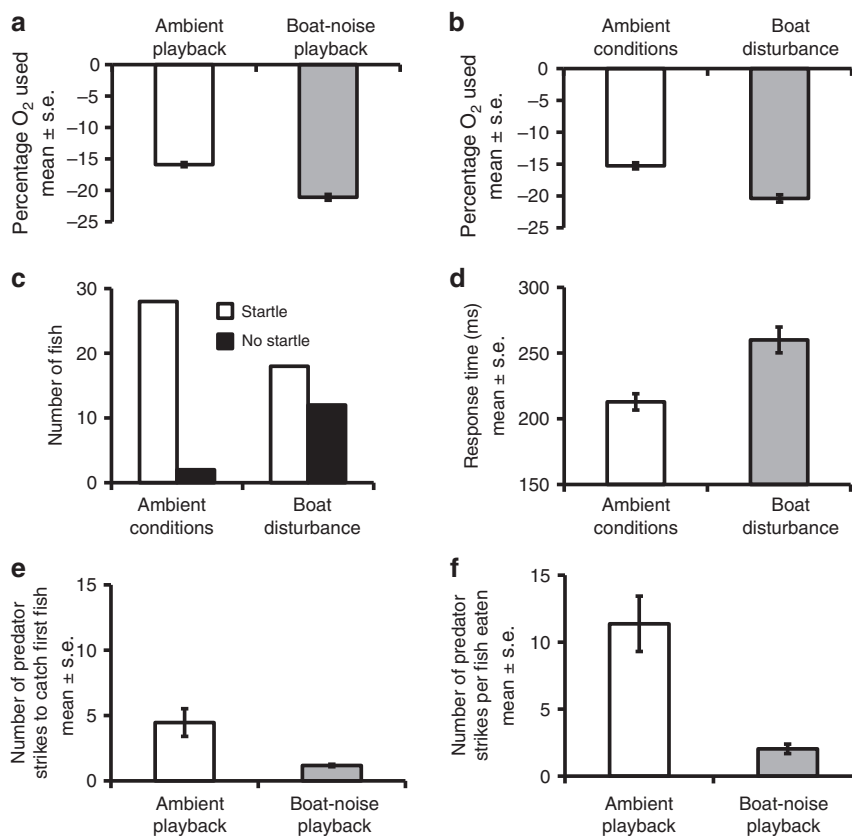 a
Ambient
playback
Boat-noise
playback
0
–5
–10
–15
–20
–25
Percentage O2 used
mean ± s.e.
b
Ambient
conditions
Boat
disturbance
0
–5
–10
–15
–20
–25
Percentage O2 used
mean ± s.e.
c
30
20
10
0
Number of fish
Startle
No startle
Ambient
conditions
Boat
disturbance
d
300
250
200
150
Response time (ms)
mean ± s.e.
Ambient
conditions
Boat
disturbance
e
15
10
5
0
Number of predator
strikes to catch first fish
mean ± s.e.
Ambient
playback
Boat-noise
playback
f
15
10
5
0
Number of predator
strikes per fish eaten
mean ± s.e.
Ambient
playback
Boat-noise
playback